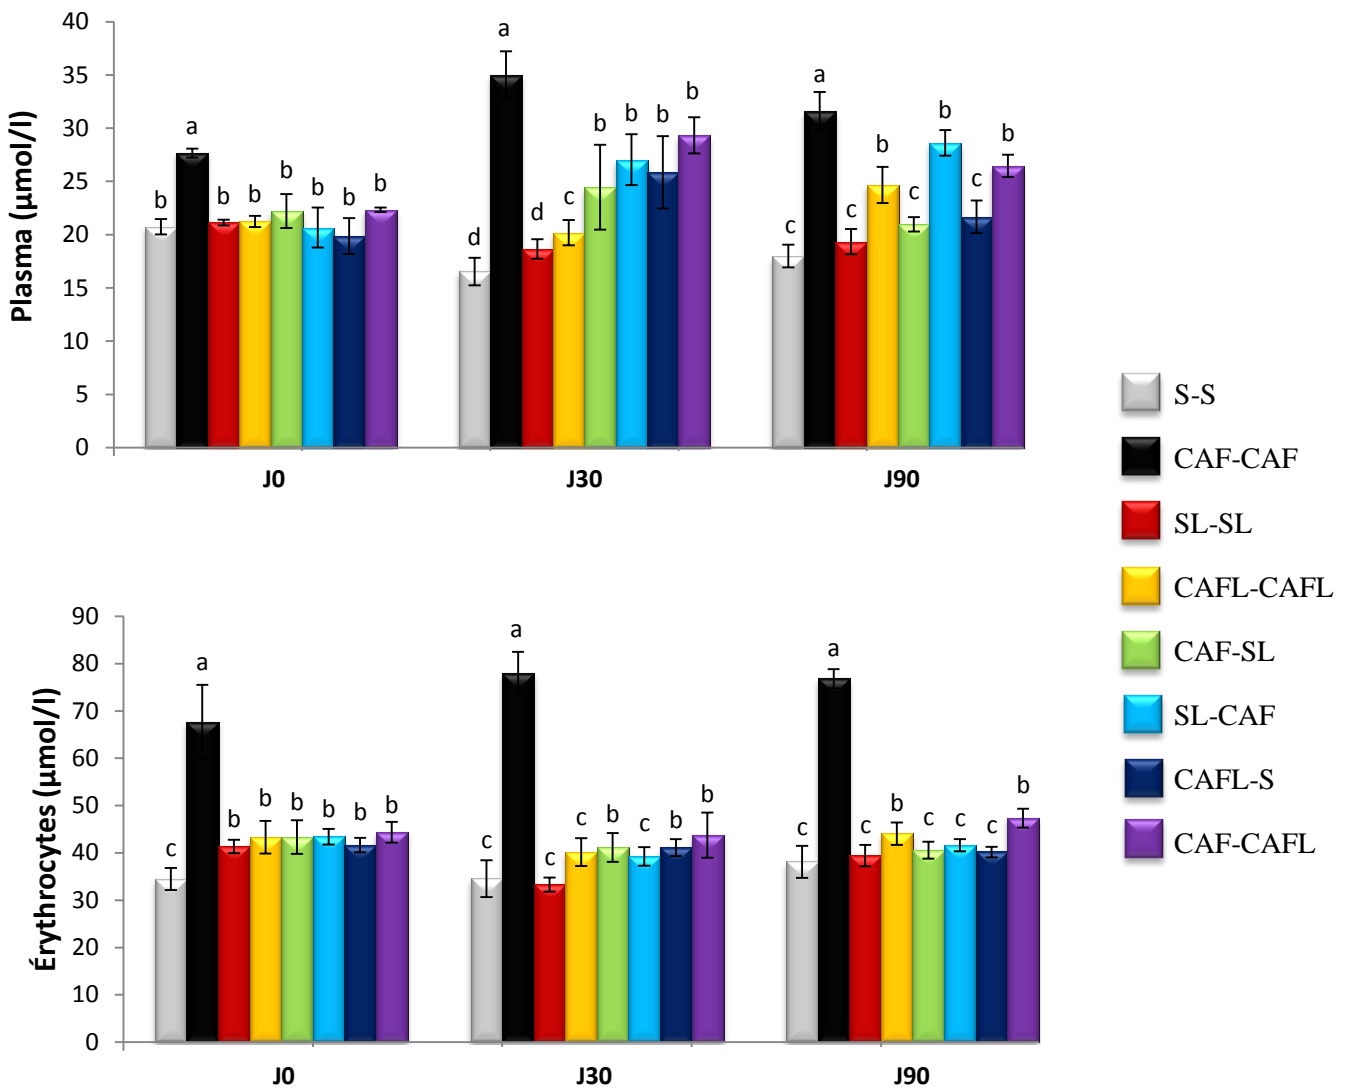 40
35
30
25
20
15
10
5
0
Plasma (µmol/l)
b a b b b b b b
d a d c b b b b
c a c b c b c b
J0 J30 J90
S-S
CAF-CAF
SL-SL
CAFL-CAFL
CAF-SL
SL-CAF
CAFL-S
CAF-CAFL
90
80
70
60
50
40
30
20
10
0
Érythrocytes (µmol/l)
c a b b b b b b
c a c c b c b b
c a c b c c c b
J0 J30 J90